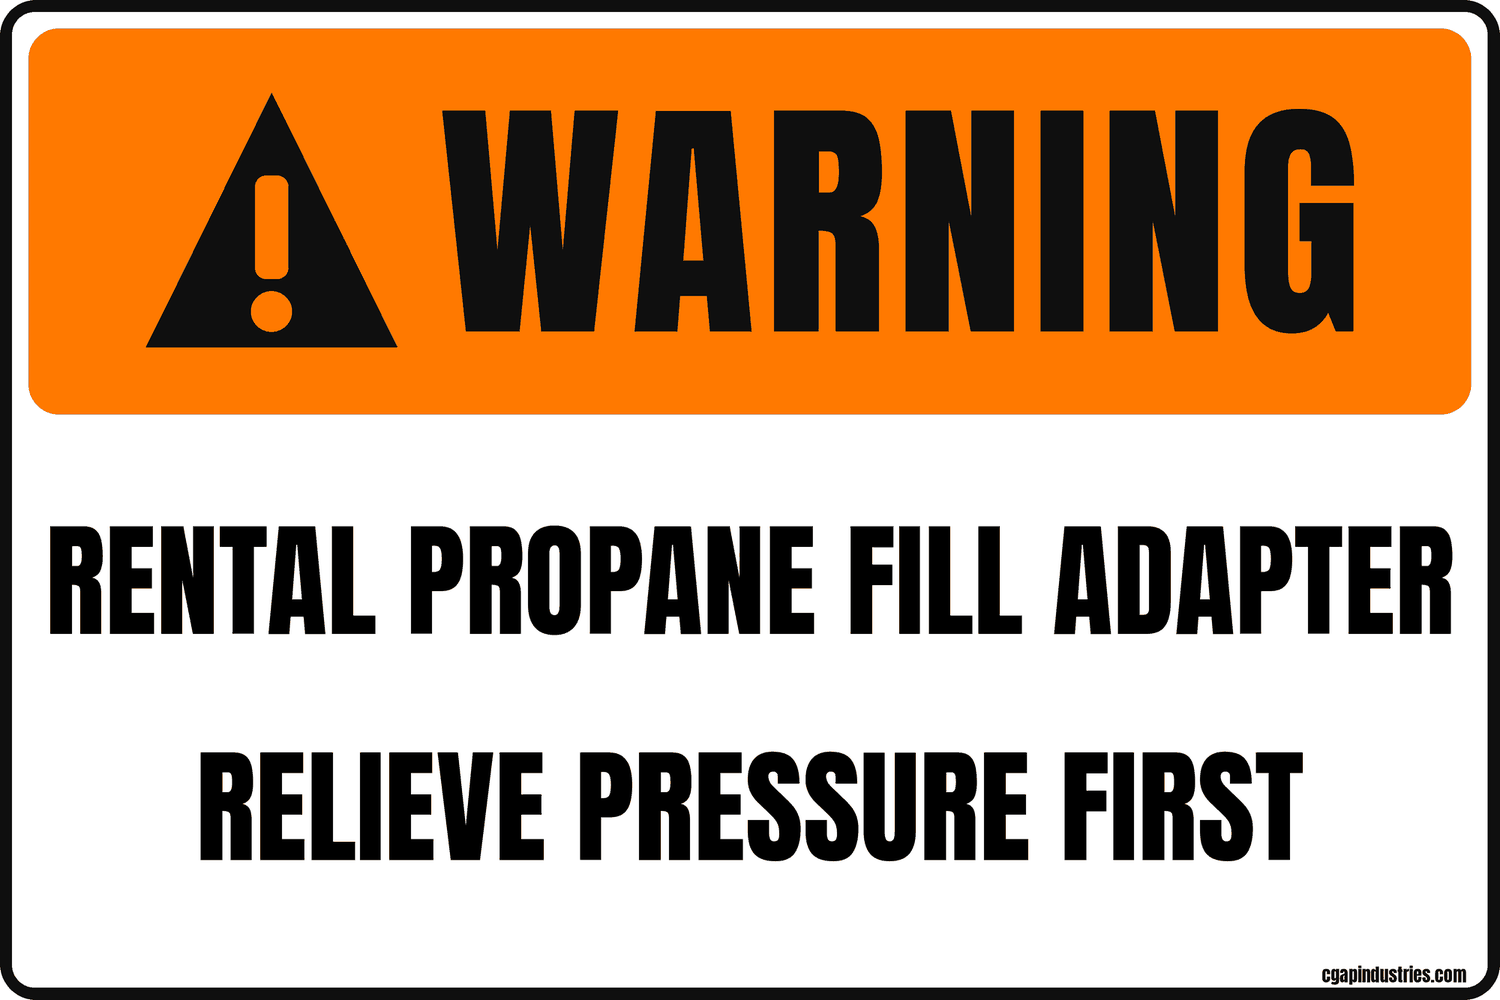 WARNING
RENTAL PROPANE FILL ADAPTER
RELIEVE PRESSURE FIRST
cgapindustries.com